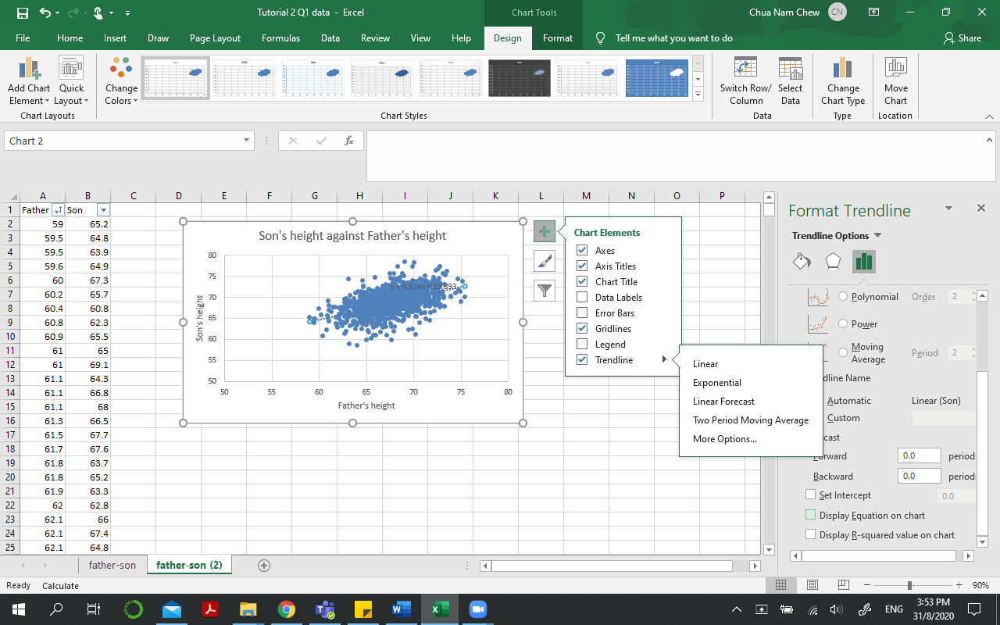 Tutorial 2 Q1 data - Excel
Chart Tools
Chua Nam Chew
CN
File Home Insert Draw Page Layout Formulas Data Review View Help Design Format Tell me what you want to do Share
Add Chart Element
Quick Layout
Change Colors
Switch Row/ Column
Select Data
Change Chart Type
Move Chart
Chart Layouts Chart Styles Data Type Location
Chart 2
fx
A B C D E F G H I J K L M N O P
1 Father Son
2 59 65.2
3 59.5 64.8
4 59.5 63.9
5 59.6 64.9
6 60 67.3
7 60.2 65.7
8 60.4 60.8
9 60.8 62.3
10 60.9 65.5
11 61 65
12 61 69.1
13 61.1 64.3
14 61.1 66.8
15 61.1 68
16 61.3 66.5
17 61.5 67.7
18 61.7 67.6
19 61.8 63.7
20 61.8 65.2
21 61.9 63.3
22 62 62.8
23 62.1 66
24 62.1 67.4
25 62.1 64.8
Son's height against Father's height
80
75
70
65
60
55
50
50 55 60 65 70 75 80
Son's height
Father's height
Chart Elements
Axes
Axis Titles
Chart Title
Data Labels
Error Bars
Gridlines
Legend
Trendline
Linear
Exponential
Linear Forecast
Two Period Moving Average
More Options...
Format Trendline
Trendline Options
Polynomial Order 2
Power
Moving Average Period 2
dline Name
Automatic Linear (Son)
Custom
cast
Forward 0.0 period
Backward 0.0 period
Set Intercept 0.0
Display Equation on chart
Display R-squared value on chart
father-son father-son (2)
Ready Calculate
90%
ENG
3:53 PM
31/8/2020